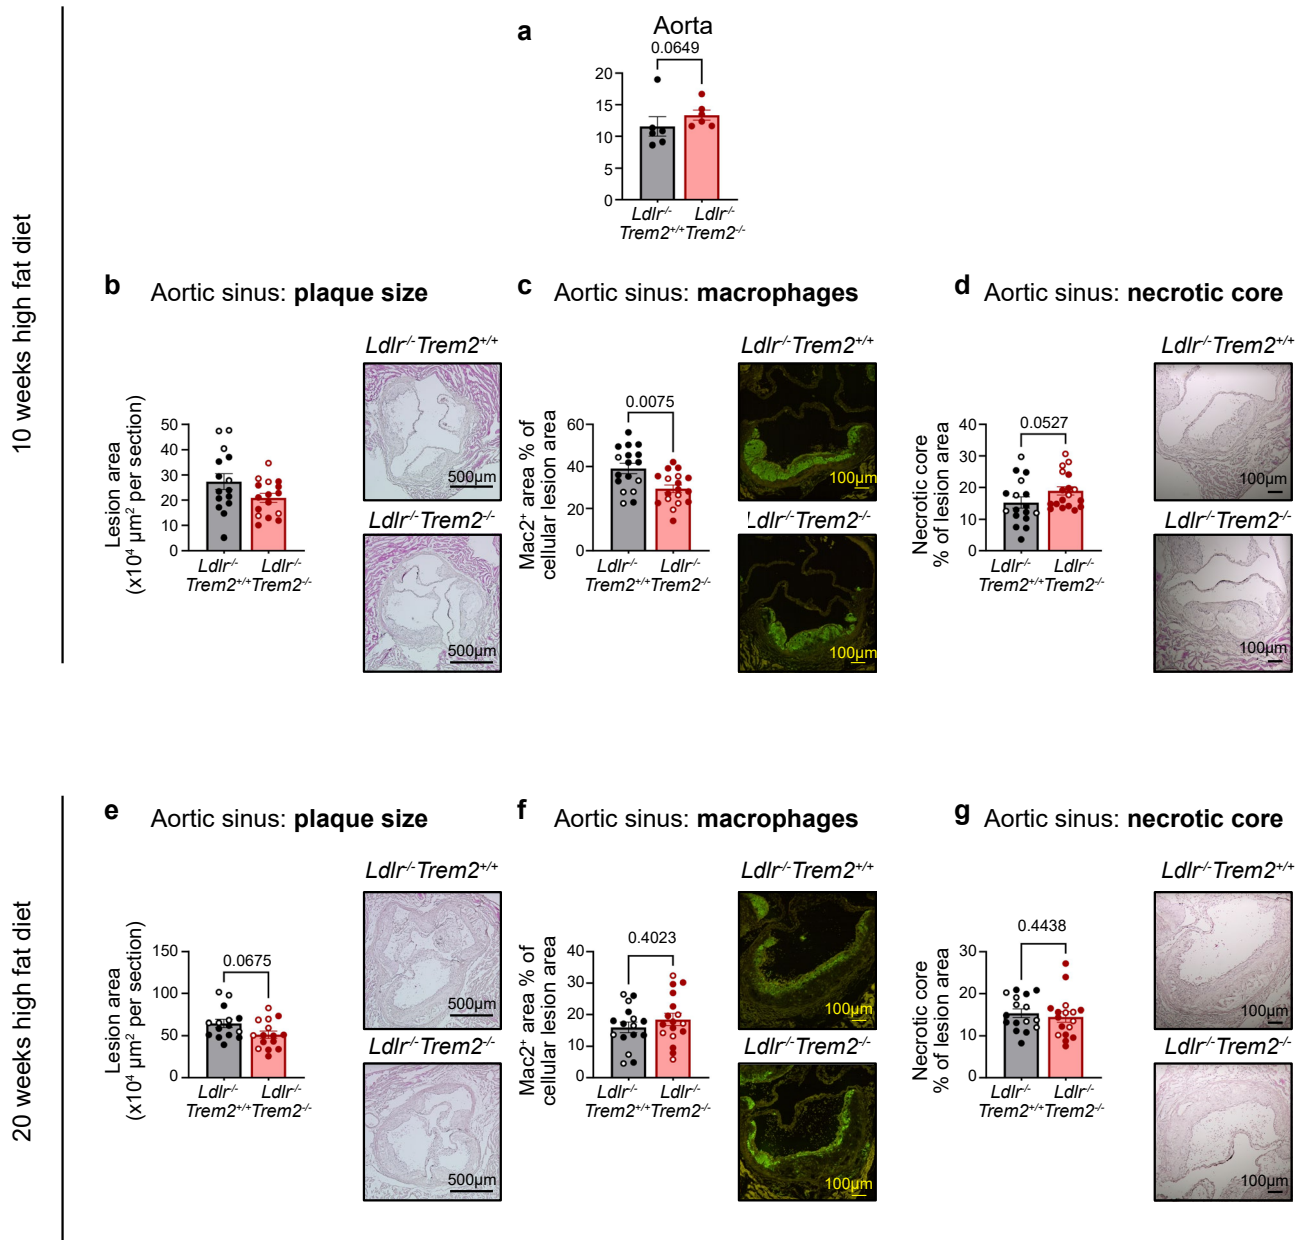 10 weeks high fat diet
a
Aorta
0.0649
20
15
10
5
0
Ldlr-/- Ldlr-/-
Trem2+/+ Trem2-/-
b Aortic sinus: plaque size
Ldlr-/-Trem2+/+
Lesion area
(x10⁴ µm² per section)
50
40
30
20
10
0
Ldlr-/- Ldlr-/-
Trem2+/+ Trem2-/-
500µm
Ldlr-/-Trem2-/-
500µm
c Aortic sinus: macrophages
Ldlr-/-Trem2+/+
Mac2⁺ area % of
cellular lesion area
0.0075
60
40
20
0
Ldlr-/- Ldlr-/-
Trem2+/+ Trem2-/-
100µm
Ldlr-/-Trem2-/-
100µm
d Aortic sinus: necrotic core
Ldlr-/-Trem2+/+
Necrotic core
% of lesion area
0.0527
40
30
20
10
0
Ldlr-/- Ldlr-/-
Trem2+/+ Trem2-/-
100µm
Ldlr-/-Trem2-/-
100µm
20 weeks high fat diet
e Aortic sinus: plaque size
Ldlr-/-Trem2+/+
Lesion area
(x10⁴ µm² per section)
0.0675
150
100
50
0
Ldlr-/- Ldlr-/-
Trem2+/+ Trem2-/-
500µm
Ldlr-/-Trem2-/-
500µm
f Aortic sinus: macrophages
Ldlr-/-Trem2+/+
Mac2⁺ area % of
cellular lesion area
0.4023
40
30
20
10
0
Ldlr-/- Ldlr-/-
Trem2+/+ Trem2-/-
100µm
Ldlr-/-Trem2-/-
100µm
g Aortic sinus: necrotic core
Ldlr-/-Trem2+/+
Necrotic core
% of lesion area
0.4438
30
20
10
0
Ldlr-/- Ldlr-/-
Trem2+/+ Trem2-/-
100µm
Ldlr-/-Trem2-/-
100µm